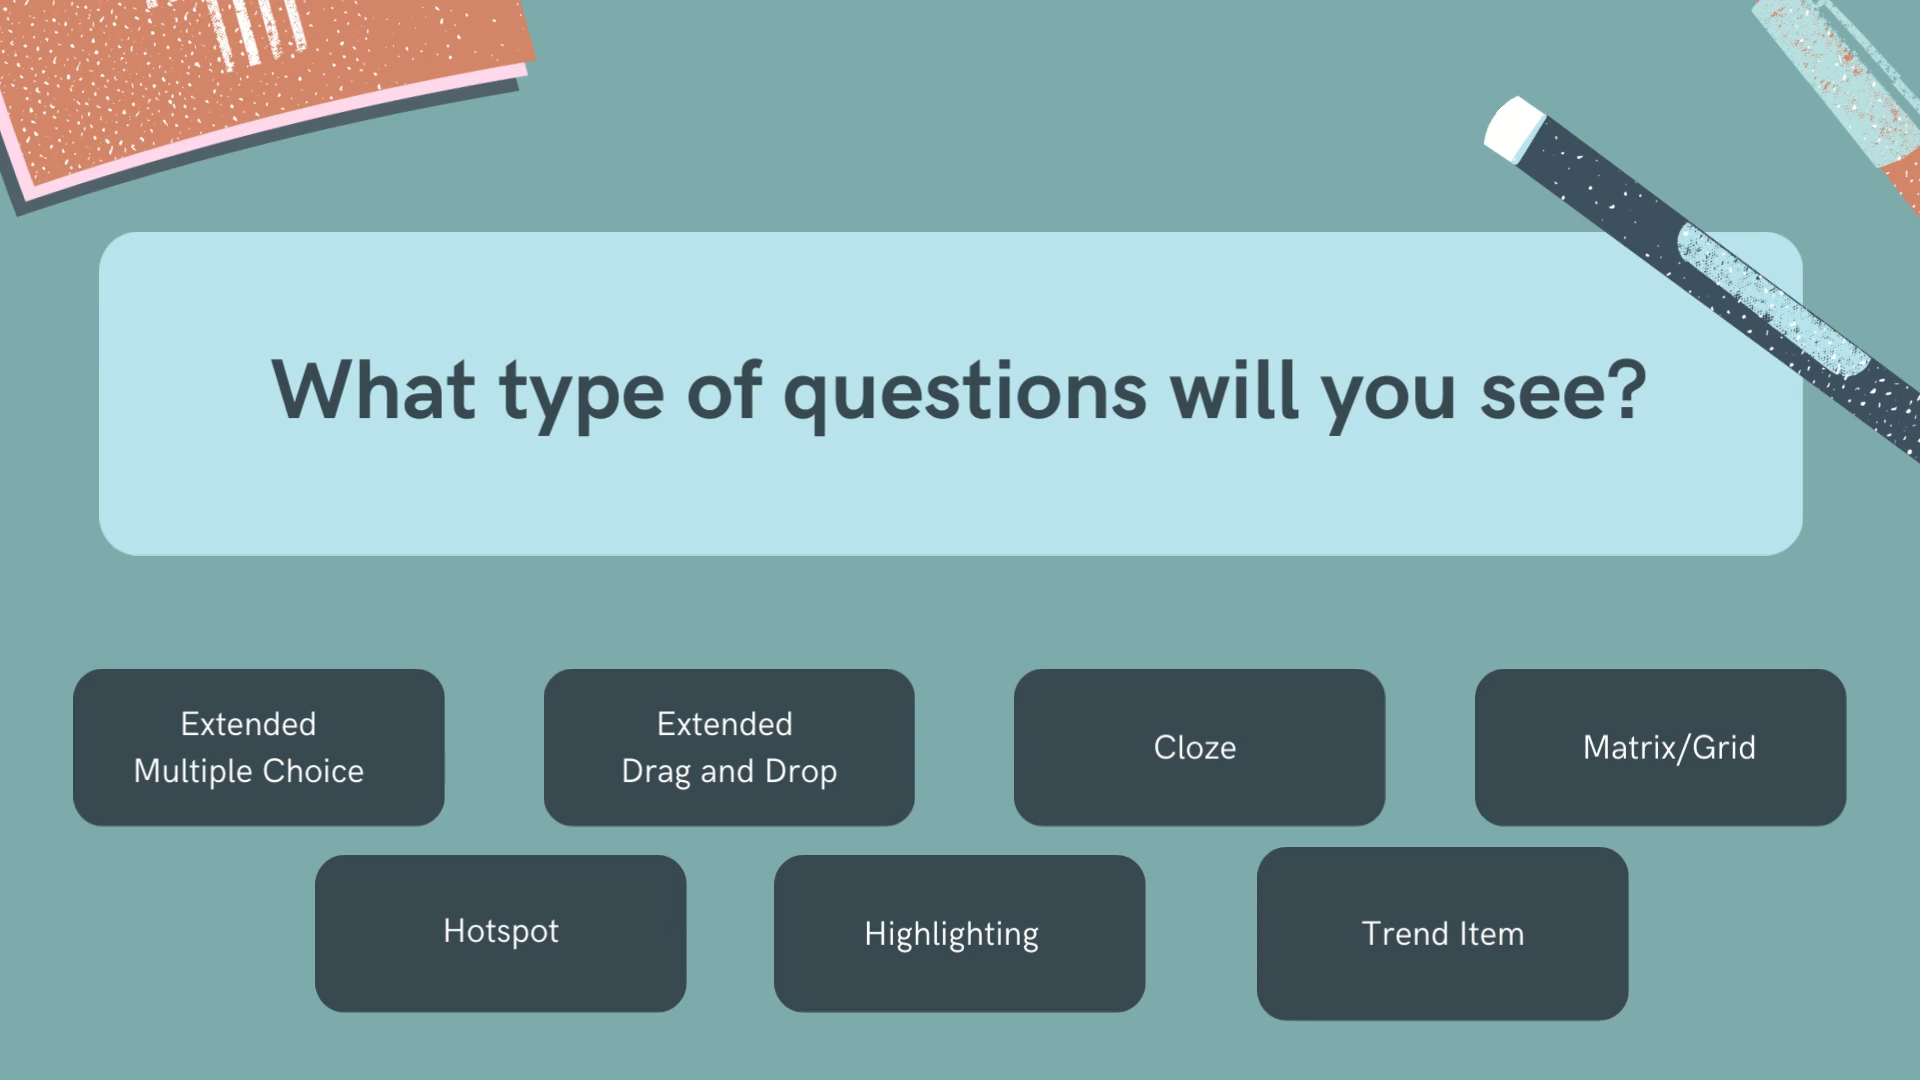 What type of questions will you see?
Extended
Multiple Choice
Extended
Drag and Drop
Cloze
Matrix/Grid
Hotspot
Highlighting
Trend Item